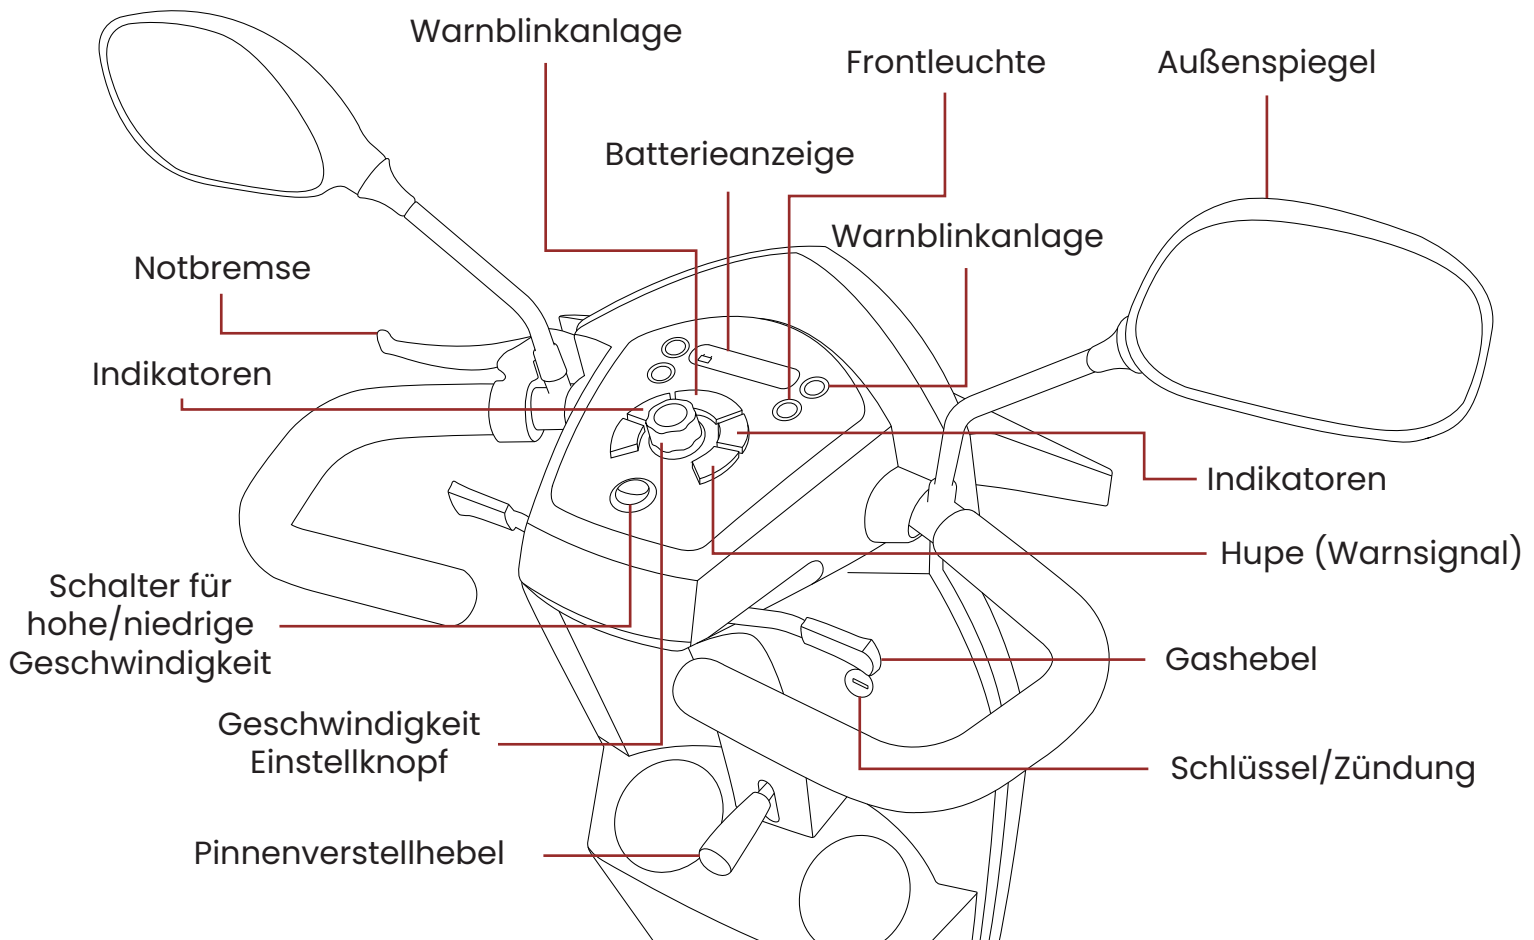 Warnblinkanlage
Frontleuchte
Außenspiegel
Batterieanzeige
Warnblinkanlage
Notbremse
Indikatoren
Indikatoren
Hupe (Warnsignal)
Schalter für
hohe/niedrige
Geschwindigkeit
Gashebel
Geschwindigkeit
Einstellknopf
Schlüssel/Zündung
Pinnenverstellhebel